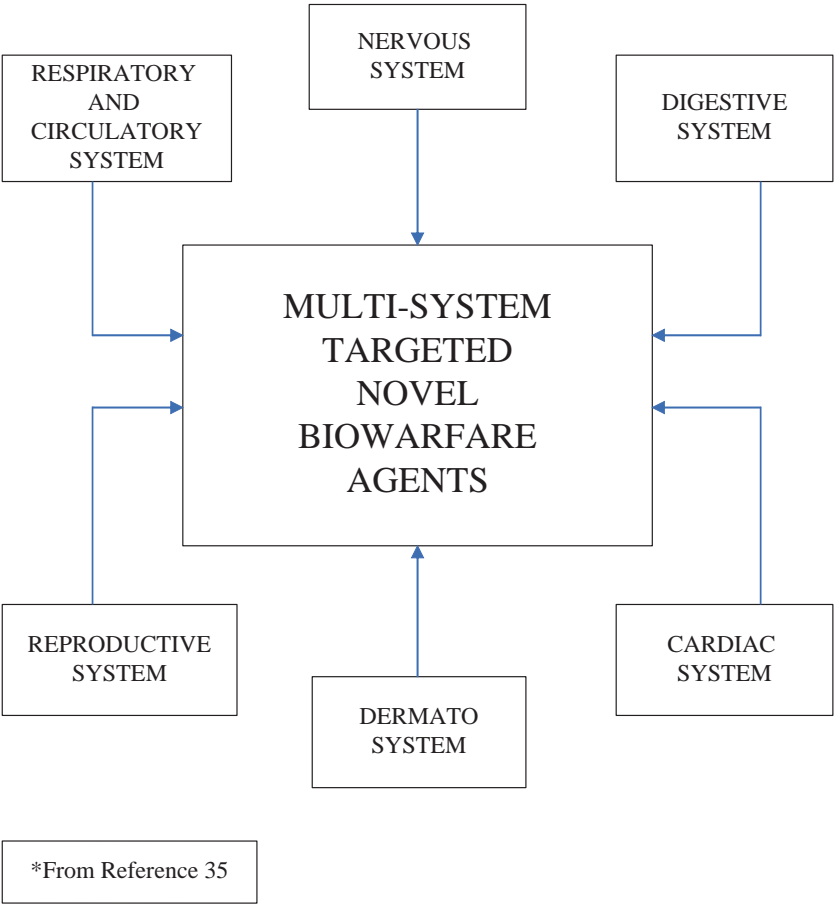 NERVOUS
SYSTEM
RESPIRATORY
AND
CIRCULATORY
SYSTEM
DIGESTIVE
SYSTEM
MULTI-SYSTEM
TARGETED
NOVEL
BIOWARFARE
AGENTS
REPRODUCTIVE
SYSTEM
CARDIAC
SYSTEM
DERMATO
SYSTEM
*From Reference 35